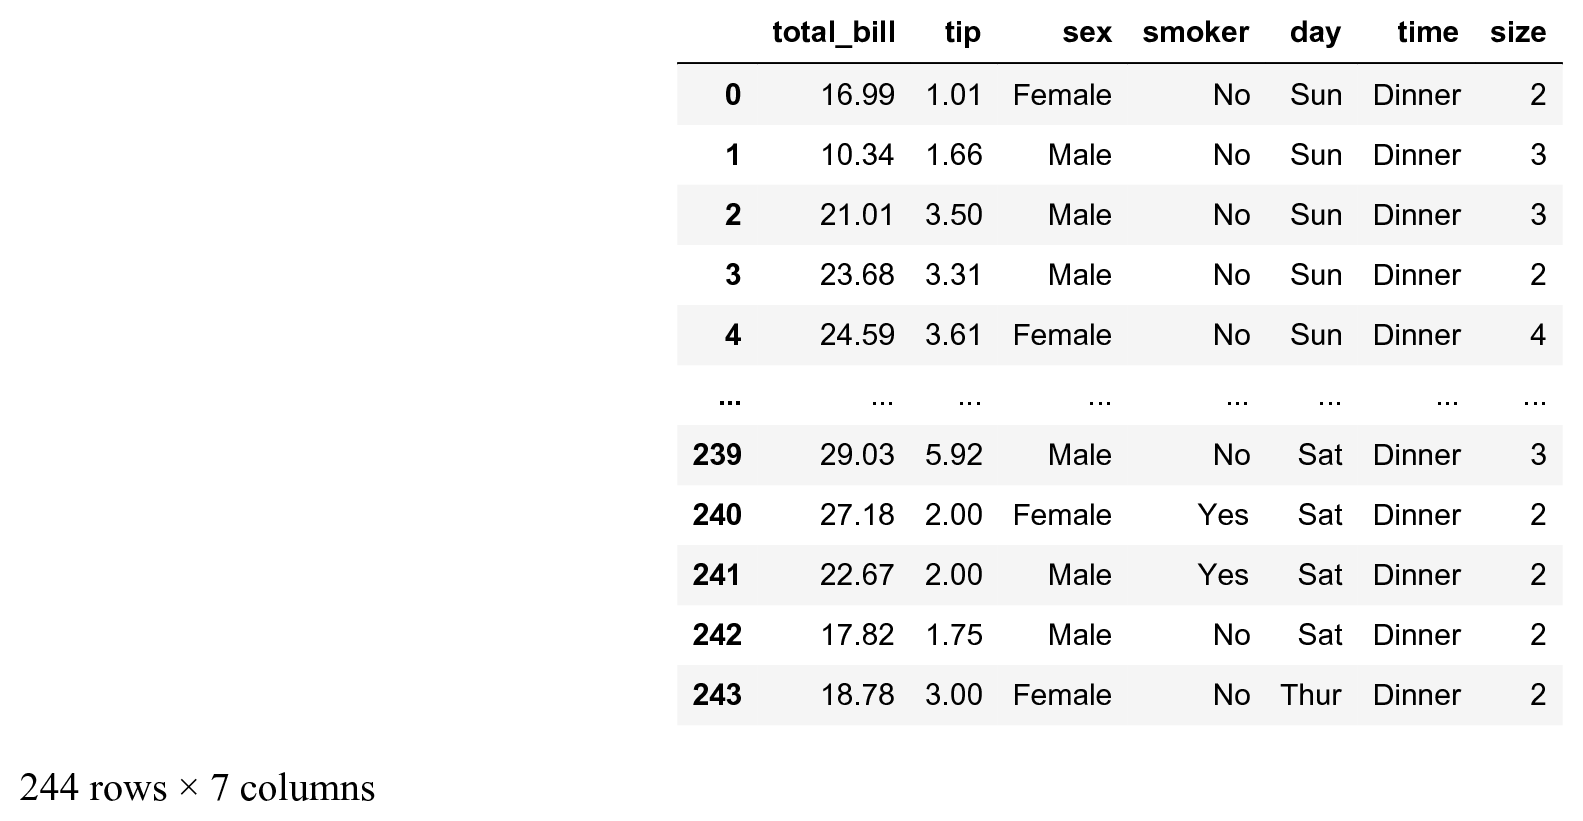 total_bill tip sex smoker day time size
0 16.99 1.01 Female No Sun Dinner 2
1 10.34 1.66 Male No Sun Dinner 3
2 21.01 3.50 Male No Sun Dinner 3
3 23.68 3.31 Male No Sun Dinner 2
4 24.59 3.61 Female No Sun Dinner 4
... ... ... ... ... ... ... ...
239 29.03 5.92 Male No Sat Dinner 3
240 27.18 2.00 Female Yes Sat Dinner 2
241 22.67 2.00 Male Yes Sat Dinner 2
242 17.82 1.75 Male No Sat Dinner 2
243 18.78 3.00 Female No Thur Dinner 2
244 rows × 7 columns